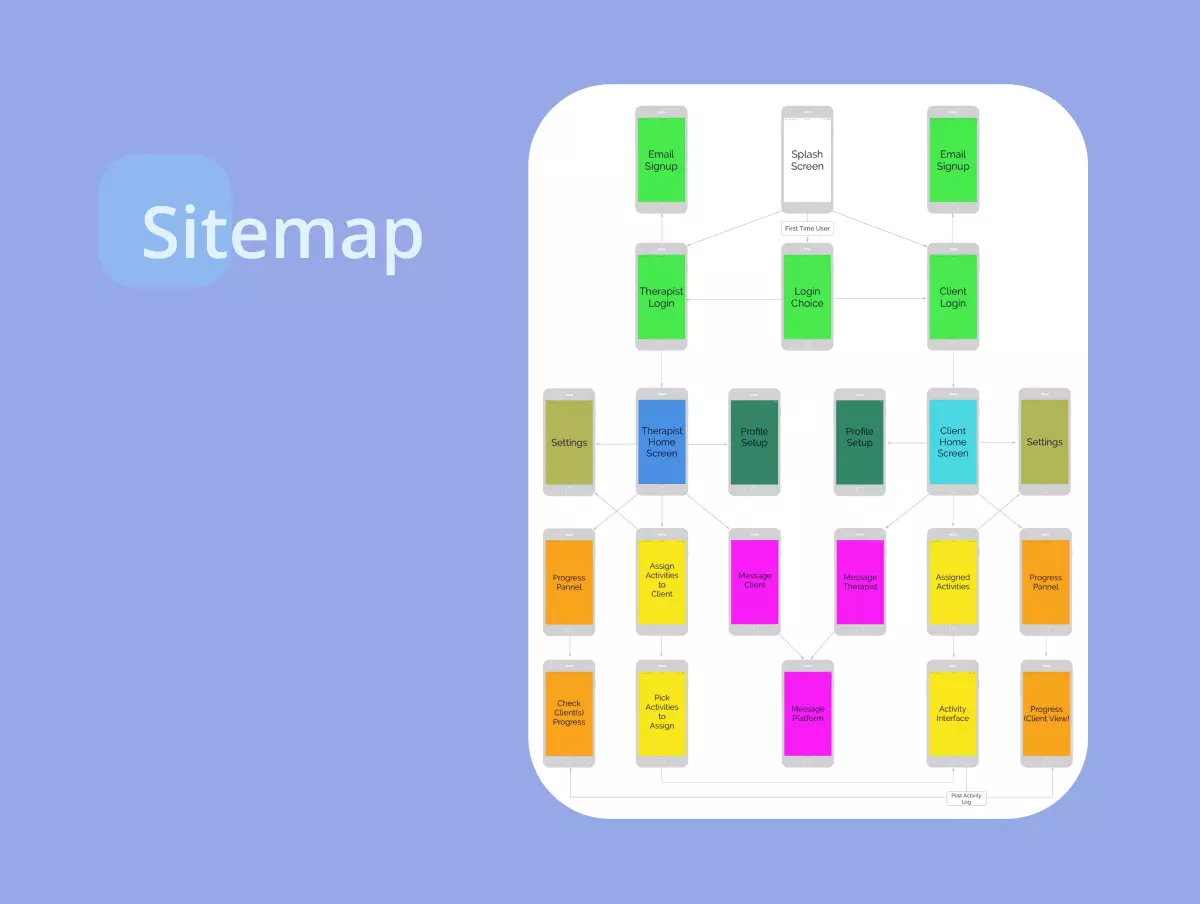 Sitemap
Email
Signup
Splash
Screen
Email
Signup
First Time User
Therapist
Login
Login
Choice
Client
Login
Settings
Therapist
Home
Screen
Profile
Setup
Profile
Setup
Client
Home
Screen
Settings
Progress
Pannel
Assign
Activities
to
Client
Message
Client
Message
Therapist
Assigned
Activities
Progress
Pannel
Check
Client(s)
Progress
Pick
Activities
to
Assign
Message
Platform
Activity
Interface
Progress
(Client View)
Post Activity
Log